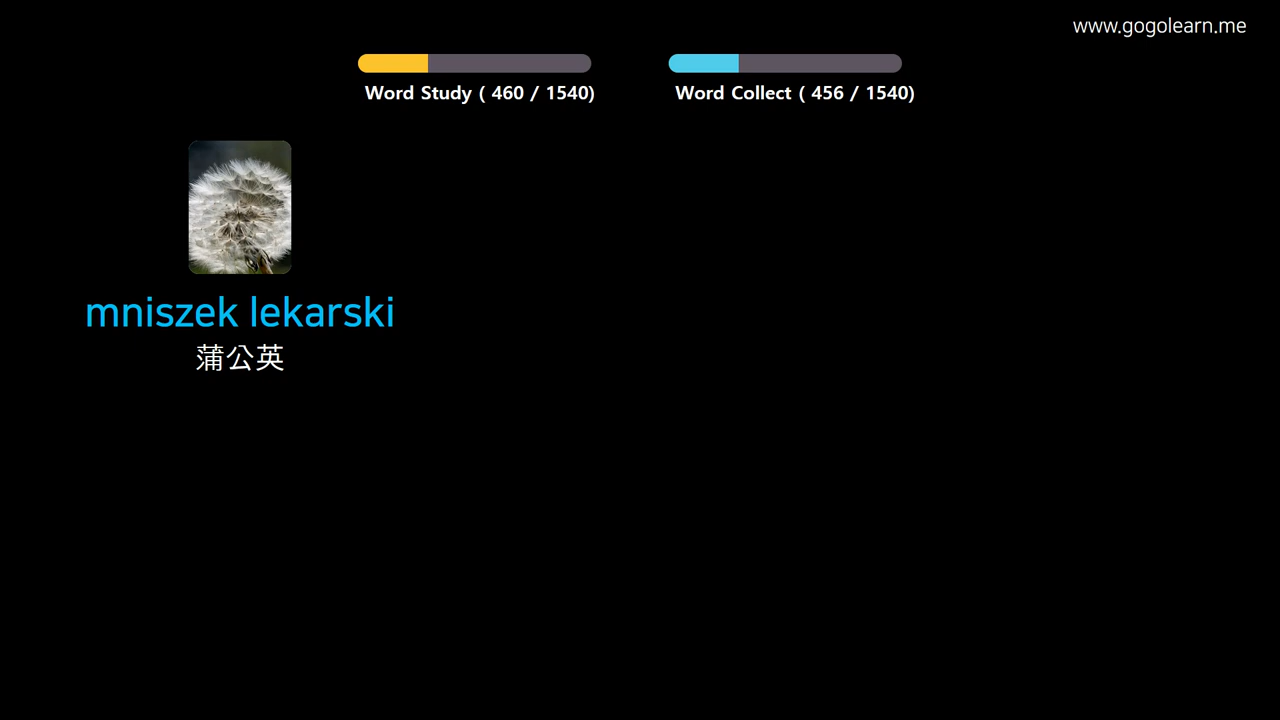 www.gogolearn.me
Word Study ( 460 / 1540)
Word Collect ( 456 / 1540)
mniszek lekarski
蒲公英